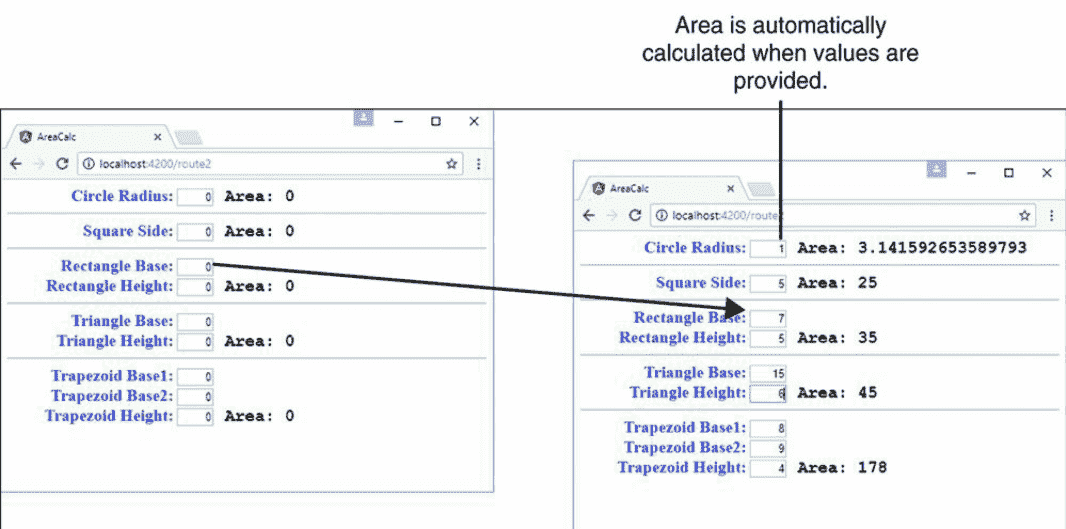 Area is automatically
calculated when values are
provided.
AreaCalc
localhost:4200/route2
Circle Radius: 0 Area: 0
Square Side: 0 Area: 0
Rectangle Base: 0
Rectangle Height: 0 Area: 0
Triangle Base: 0
Triangle Height: 0 Area: 0
Trapezoid Base1: 0
Trapezoid Base2: 0
Trapezoid Height: 0 Area: 0
AreaCalc
localhost:4200/route2
Circle Radius: 1 Area: 3.141592653589793
Square Side: 5 Area: 25
Rectangle Base: 7
Rectangle Height: 5 Area: 35
Triangle Base: 15
Triangle Height: 6 Area: 45
Trapezoid Base1: 8
Trapezoid Base2: 9
Trapezoid Height: 4 Area: 178